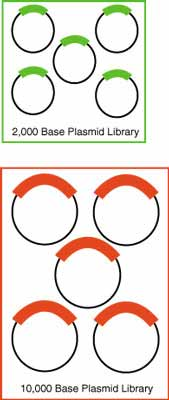 2,000 Base Plasmid Library
10,000 Base Plasmid Library